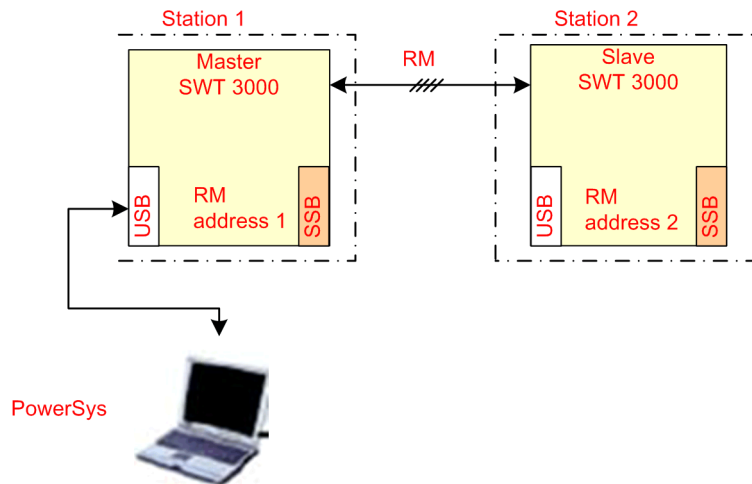 Station 1
Station 2
Master
SWT 3000
RM
Slave
SWT 3000
USB
RM
address 1
SSB
USB
RM
address 2
SSB
PowerSys